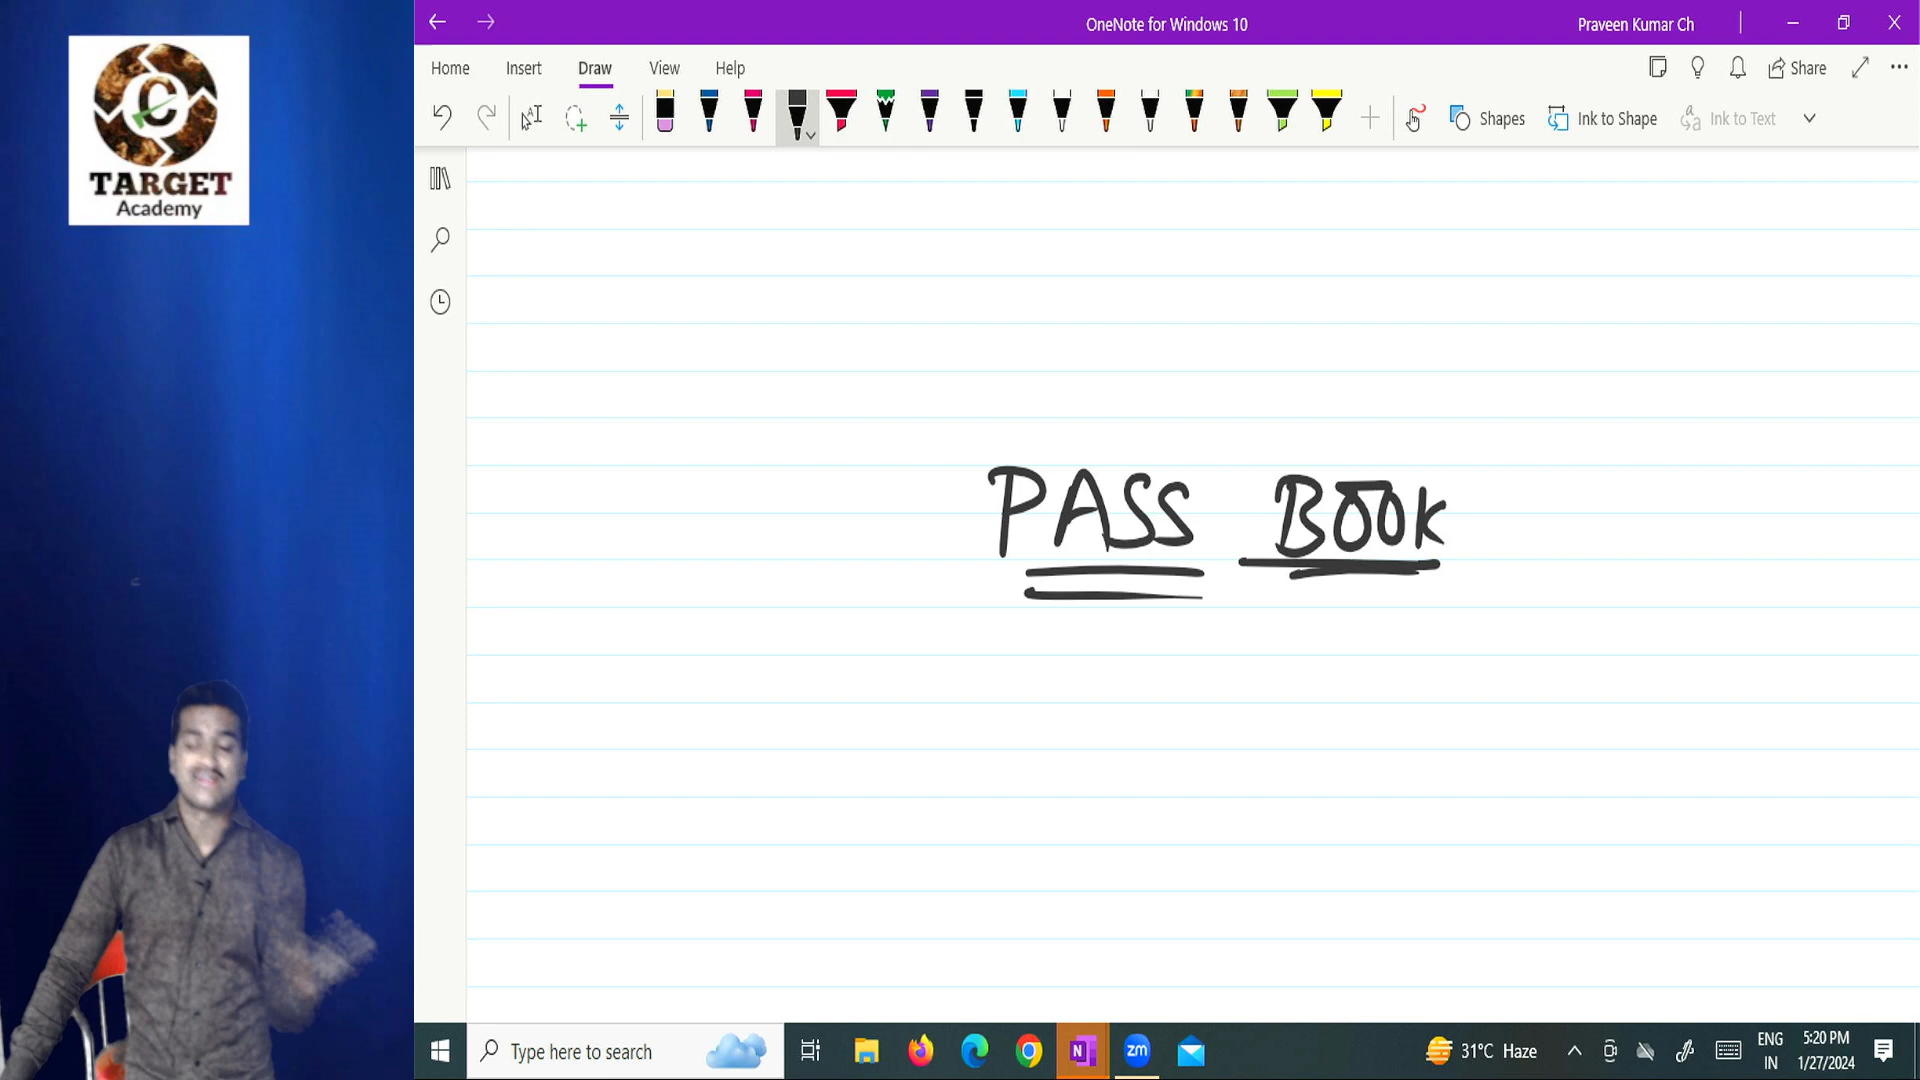 TARGET
Academy
OneNote for Windows 10
Praveen Kumar Ch
Home Insert Draw View Help
Share
Shapes Ink to Shape Ink to Text
PASS BOOK
Type here to search
31°C Haze
ENG
IN
5:20 PM
1/27/2024